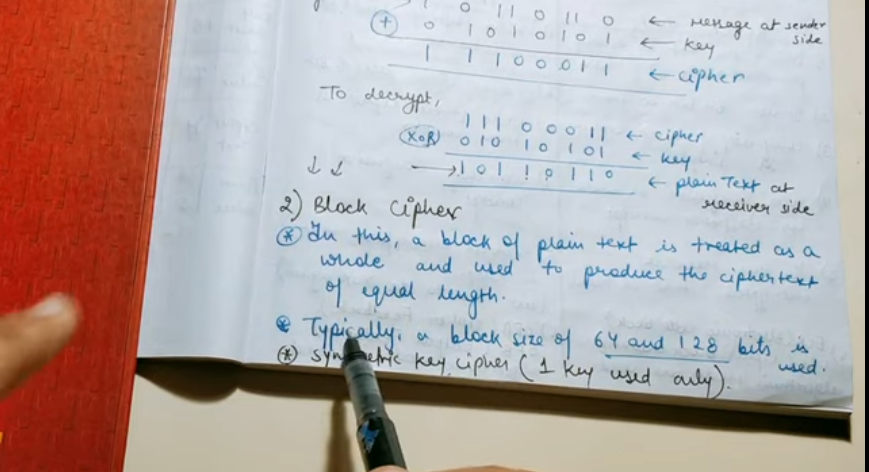 1 0 1 1 0 1 1 0 ← message at sender side
(+) 0 1 0 1 0 1 0 1 ← key
1 1 1 0 0 0 1 1 ← cipher
To decrypt,
1 1 1 0 0 0 1 1 ← cipher
(XOR) 0 1 0 1 0 1 0 1 ← key
→ 1 0 1 1 0 1 1 0 ← plain text at receiver side
2) Block Cipher
* In this, a block of plain text is treated as a
whole and used to produce the ciphertext
of equal length.
* Typically, a block size of 64 and 128 bits is used.
* symmetric key cipher (1 key used only).